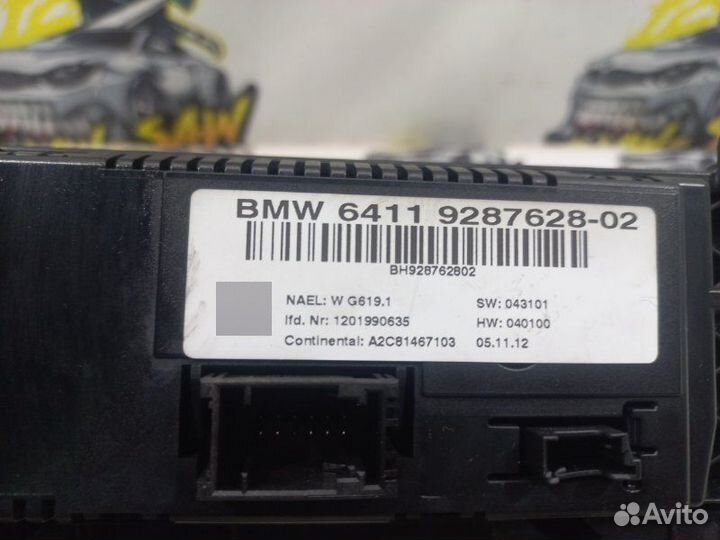 SAW
BMW 6411 9287628-02
BH928762802
NAEL: W G619.1
SW: 043101
lfd. Nr: 1201990635
HW: 040100
Continental: A2C81467103
05.11.12
Avito